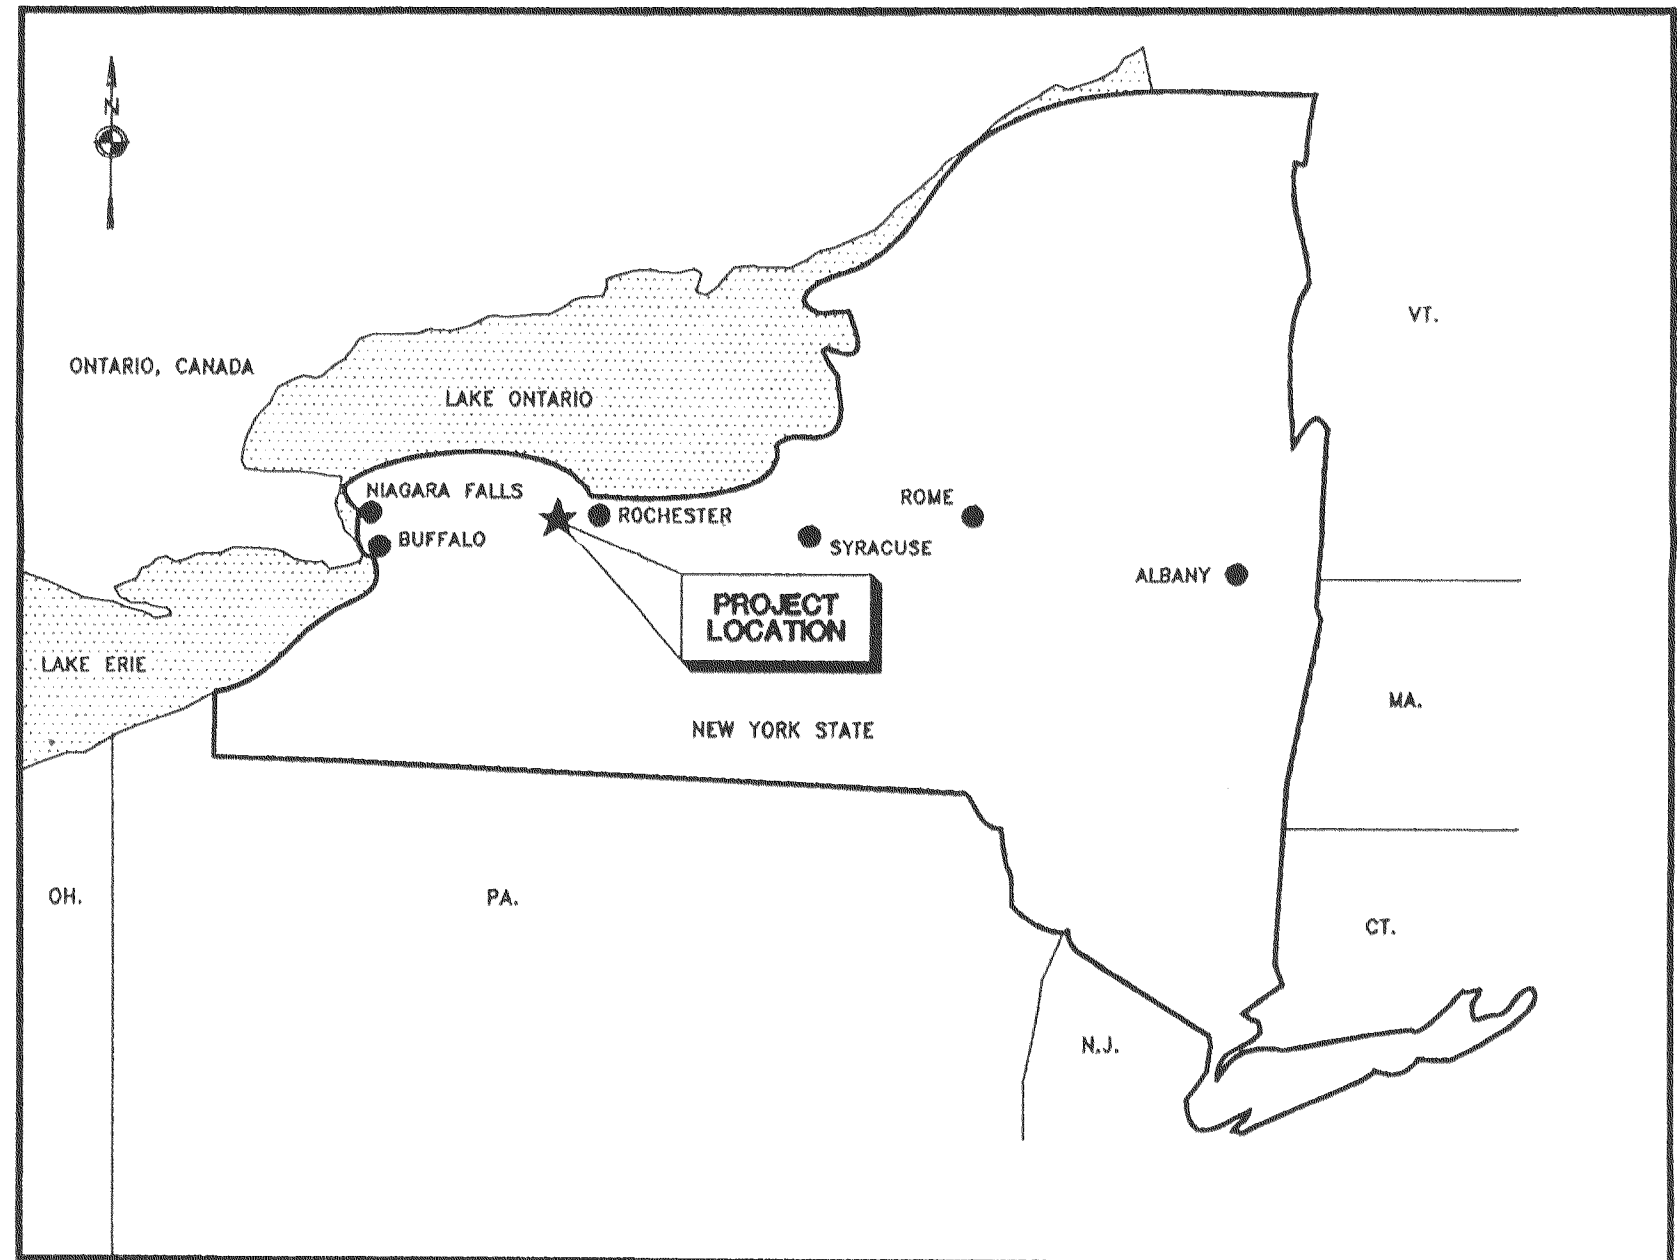 N
VT.
ONTARIO, CANADA
LAKE ONTARIO
NIAGARA FALLS
ROME
ROCHESTER
BUFFALO
SYRACUSE
ALBANY
PROJECT
LOCATION
LAKE ERIE
MA.
NEW YORK STATE
OH.
PA.
CT.
N.J.